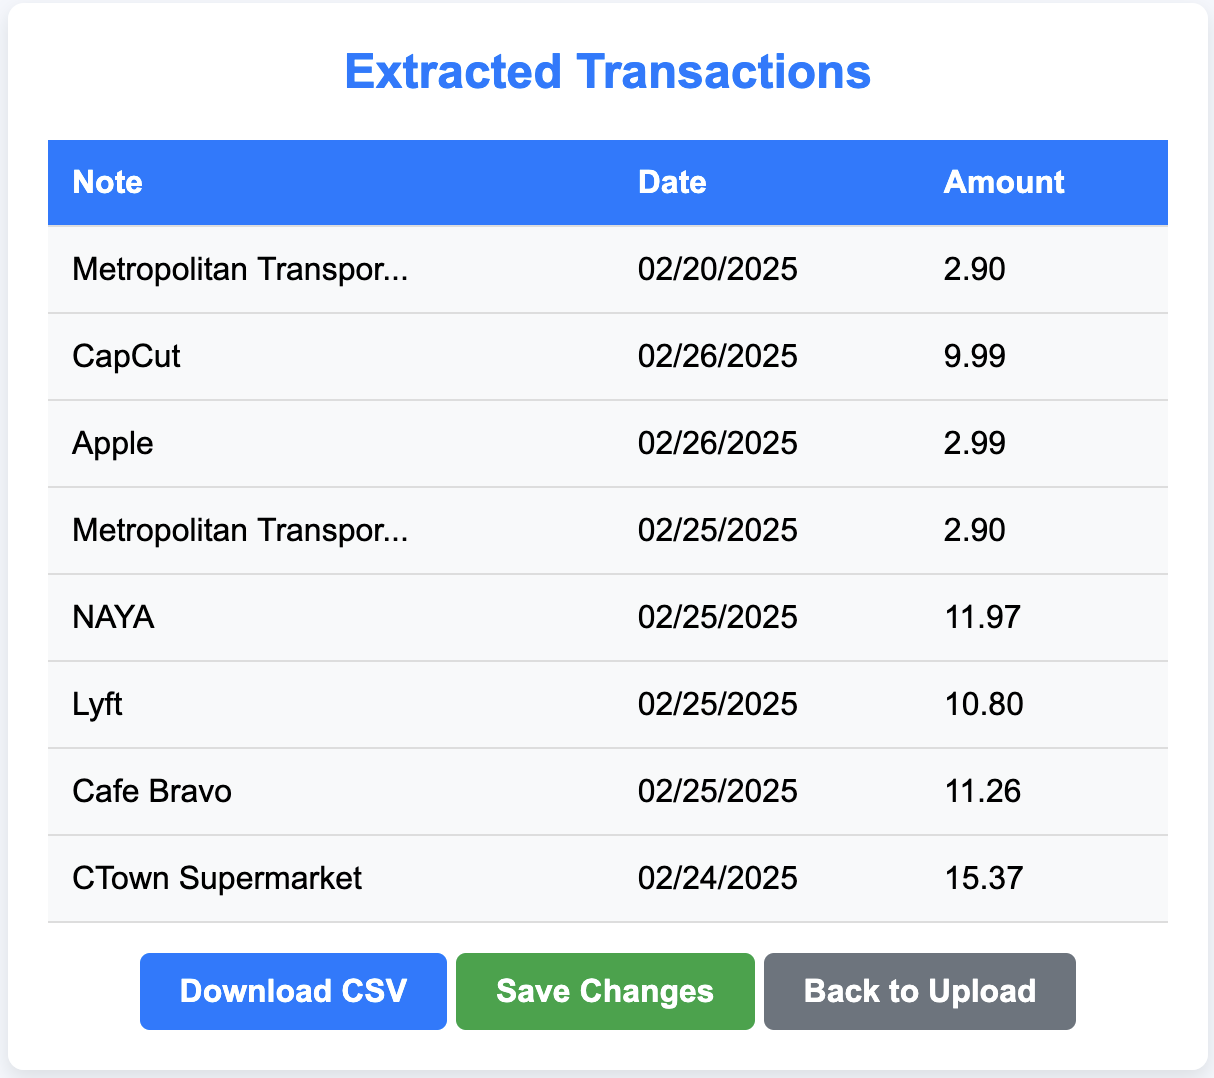 Extracted Transactions
Note Date Amount
Metropolitan Transpor... 02/20/2025 2.90
CapCut 02/26/2025 9.99
Apple 02/26/2025 2.99
Metropolitan Transpor... 02/25/2025 2.90
NAYA 02/25/2025 11.97
Lyft 02/25/2025 10.80
Cafe Bravo 02/25/2025 11.26
CTown Supermarket 02/24/2025 15.37
Download CSV Save Changes Back to Upload